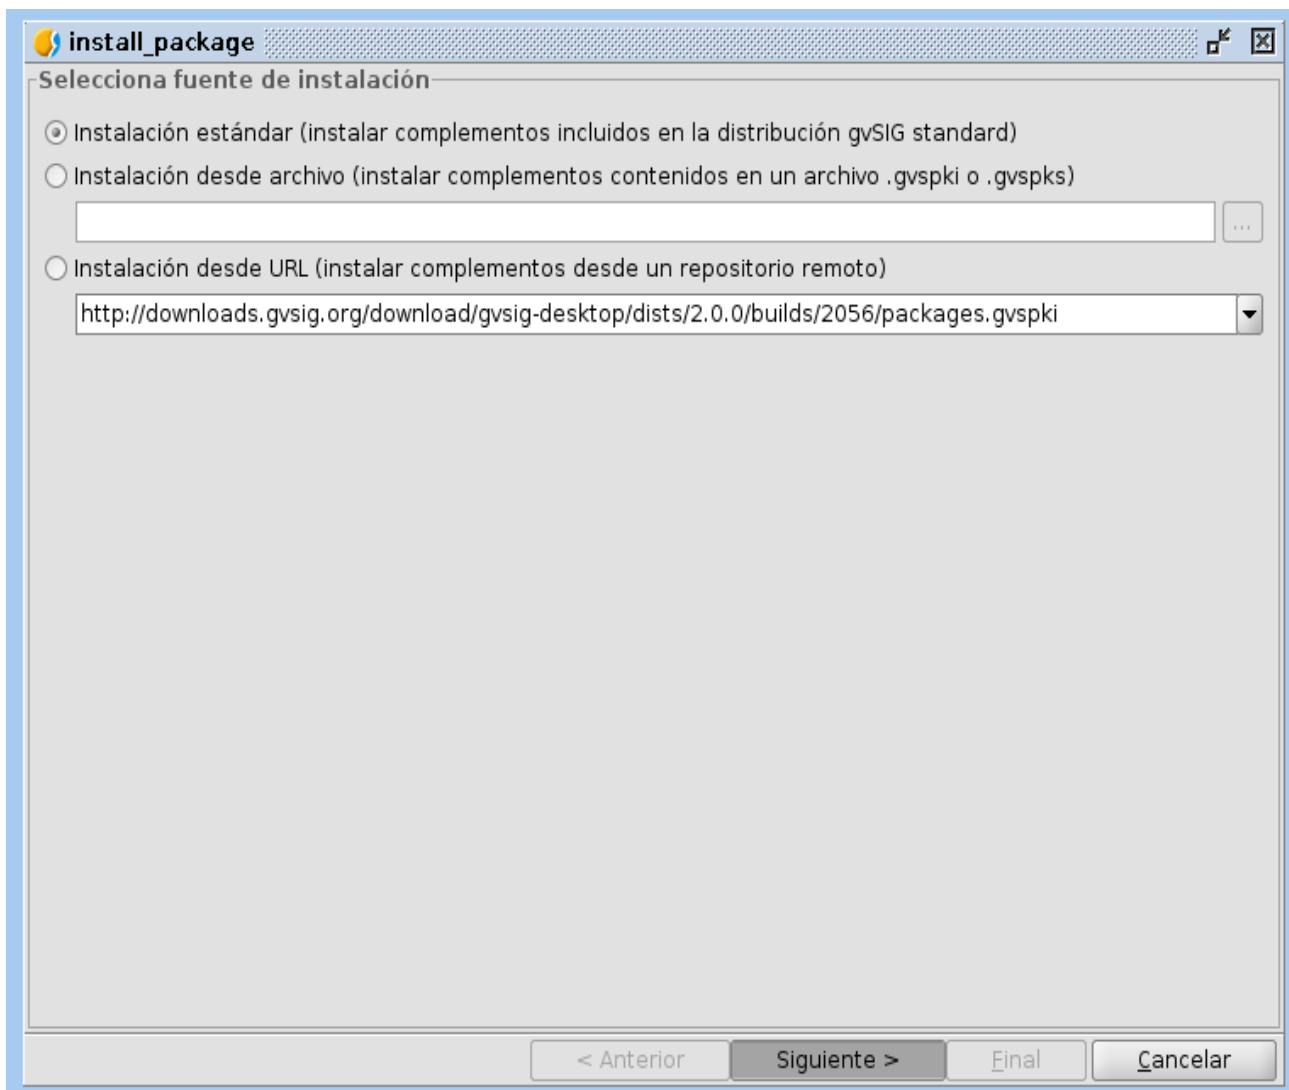 install_package
Selecciona fuente de instalación
Instalación estándar (instalar complementos incluidos en la distribución gvSIG standard)
Instalación desde archivo (instalar complementos contenidos en un archivo .gvspki o .gvspks)
...
Instalación desde URL (instalar complementos desde un repositorio remoto)
http://downloads.gvsig.org/download/gvsig-desktop/dists/2.0.0/builds/2056/packages.gvspki
< Anterior Siguiente > Final Cancelar